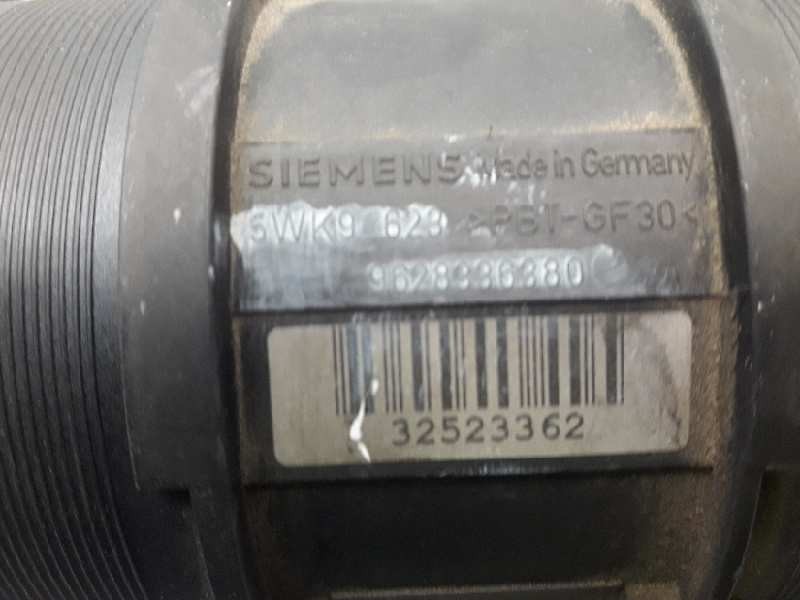 SIEMENS Made in Germany
5WK9 623 >PBT-GF30<
9628336380
32523362